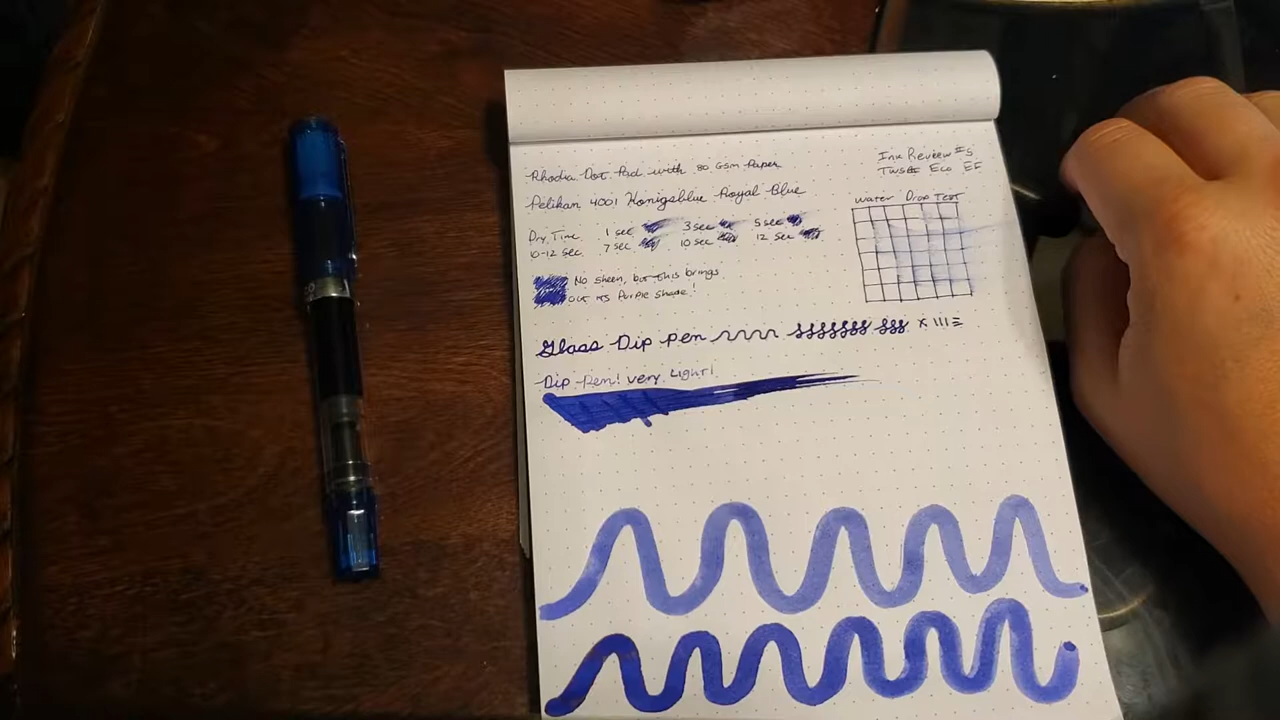 Rhodia Dot Pad with 80 Gsm Paper
Ink Review #5
Twsbi Eco EF
Pelikan 4001 Konigsblue Royal Blue
Water Drop Test
Dry Time 1 sec 3 sec 5 sec
10-12 Sec. 7 sec 10 sec 12 sec
No sheen, but this brings
out its Purple shade!
Glass Dip pen
Dip pen! very Light!